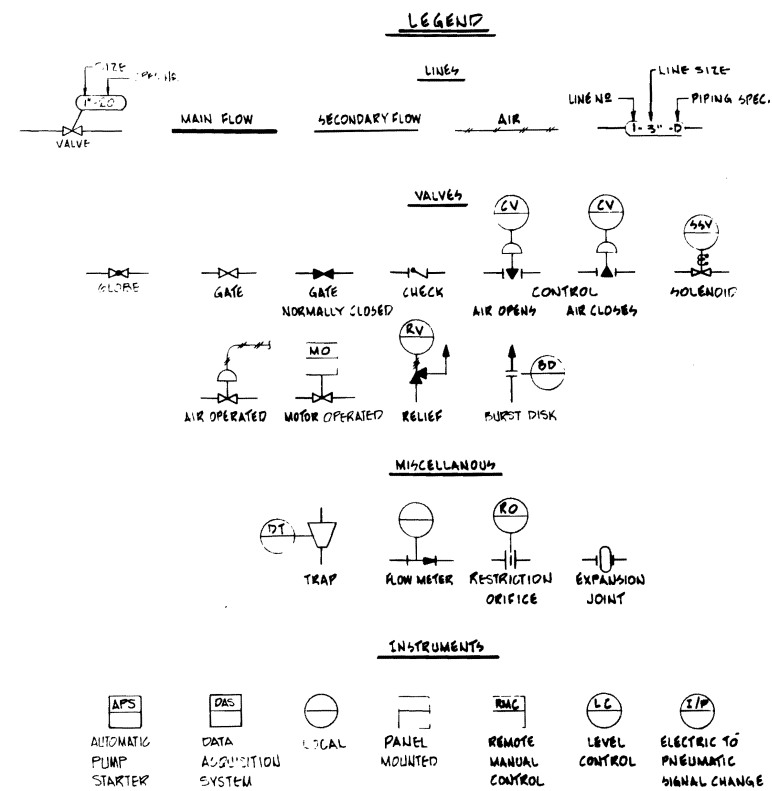 LEGEND
LINES
SIZE
SPEC NO.
1"-20
VALVE
MAIN FLOW
SECONDARY FLOW
AIR
LINE SIZE
LINE NO
PIPING SPEC.
1- 3" -D
VALVES
CV
CV
SSV
GLOBE
GATE
GATE
NORMALLY CLOSED
CHECK
CONTROL
AIR OPENS
AIR CLOSES
SOLENOID
MO
RV
BD
AIR OPERATED
MOTOR OPERATED
RELIEF
BURST DISK
MISCELLANOUS
DT
RO
TRAP
FLOW METER
RESTRICTION
ORIFICE
EXPANSION
JOINT
INSTRUMENTS
APS
DAS
RMC
LC
I/P
AUTOMATIC
PUMP
STARTER
DATA
ACQUISITION
SYSTEM
LOCAL
PANEL
MOUNTED
REMOTE
MANUAL
CONTROL
LEVEL
CONTROL
ELECTRIC TO
PNEUMATIC
SIGNAL CHANGE